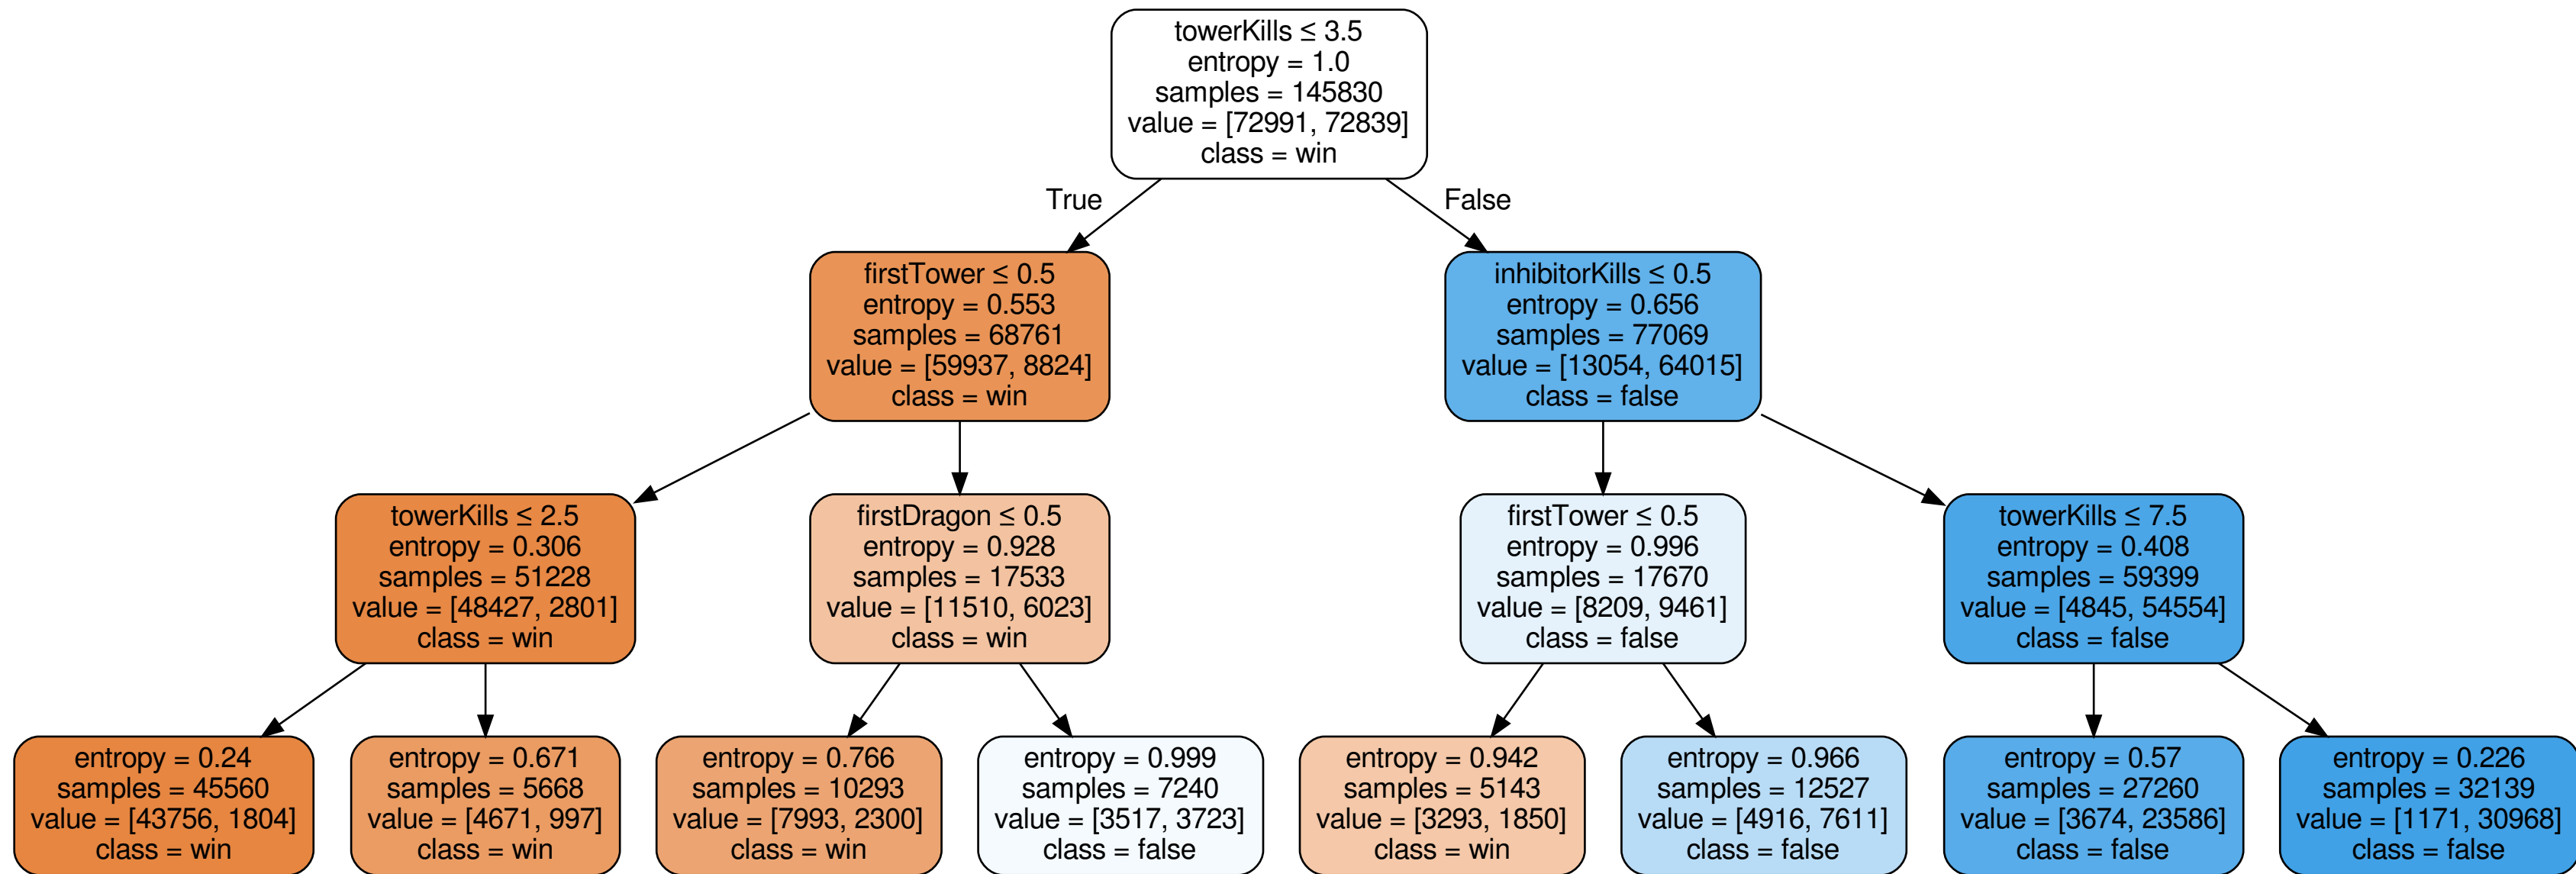 towerKills ≤ 3.5
entropy = 1.0
samples = 145830
value = [72991, 72839]
class = win
True
False
firstTower ≤ 0.5
entropy = 0.553
samples = 68761
value = [59937, 8824]
class = win
inhibitorKills ≤ 0.5
entropy = 0.656
samples = 77069
value = [13054, 64015]
class = false
towerKills ≤ 2.5
entropy = 0.306
samples = 51228
value = [48427, 2801]
class = win
firstDragon ≤ 0.5
entropy = 0.928
samples = 17533
value = [11510, 6023]
class = win
firstTower ≤ 0.5
entropy = 0.996
samples = 17670
value = [8209, 9461]
class = false
towerKills ≤ 7.5
entropy = 0.408
samples = 59399
value = [4845, 54554]
class = false
entropy = 0.24
samples = 45560
value = [43756, 1804]
class = win
entropy = 0.671
samples = 5668
value = [4671, 997]
class = win
entropy = 0.766
samples = 10293
value = [7993, 2300]
class = win
entropy = 0.999
samples = 7240
value = [3517, 3723]
class = false
entropy = 0.942
samples = 5143
value = [3293, 1850]
class = win
entropy = 0.966
samples = 12527
value = [4916, 7611]
class = false
entropy = 0.57
samples = 27260
value = [3674, 23586]
class = false
entropy = 0.226
samples = 32139
value = [1171, 30968]
class = false